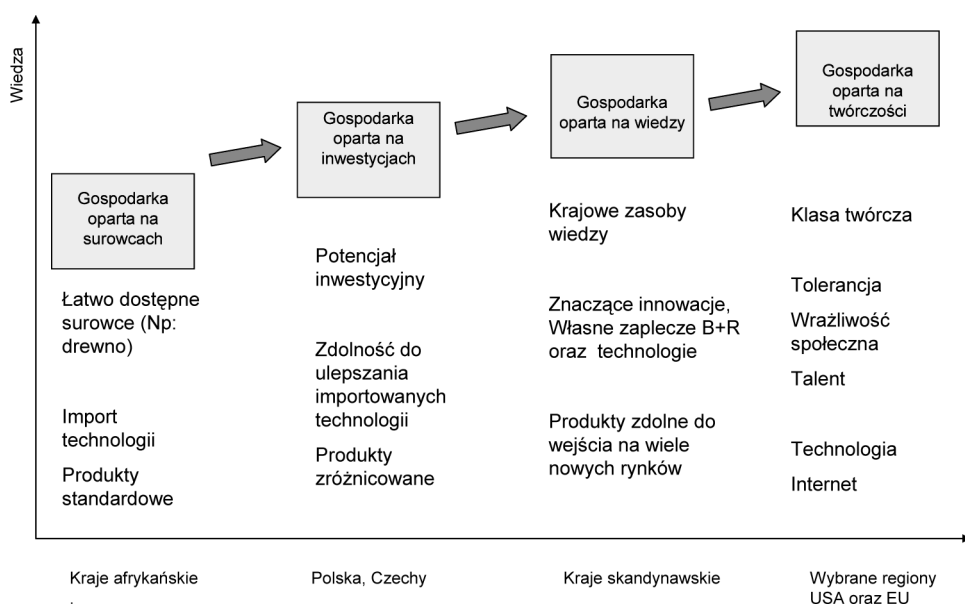 Wiedza
Gospodarka
oparta na
surowcach
Gospodarka
oparta na
inwestycjach
Gospodarka
oparta na wiedzy
Gospodarka
oparta na
twórczości
Łatwo dostępne
surowce (Np:
drewno)
Import
technologii
Produkty
standardowe
Potencjał
inwestycyjny
Zdolność do
ulepszania
importowanych
technologii
Produkty
zróżnicowane
Krajowe zasoby
wiedzy
Znaczące innowacje,
Własne zaplecze B+R
oraz technologie
Produkty zdolne do
wejścia na wiele
nowych rynków
Klasa twórcza
Tolerancja
Wrażliwość
społeczna
Talent
Technologia
Internet
Kraje afrykańskie
.
Polska, Czechy
Kraje skandynawskie
Wybrane regiony
USA oraz EU